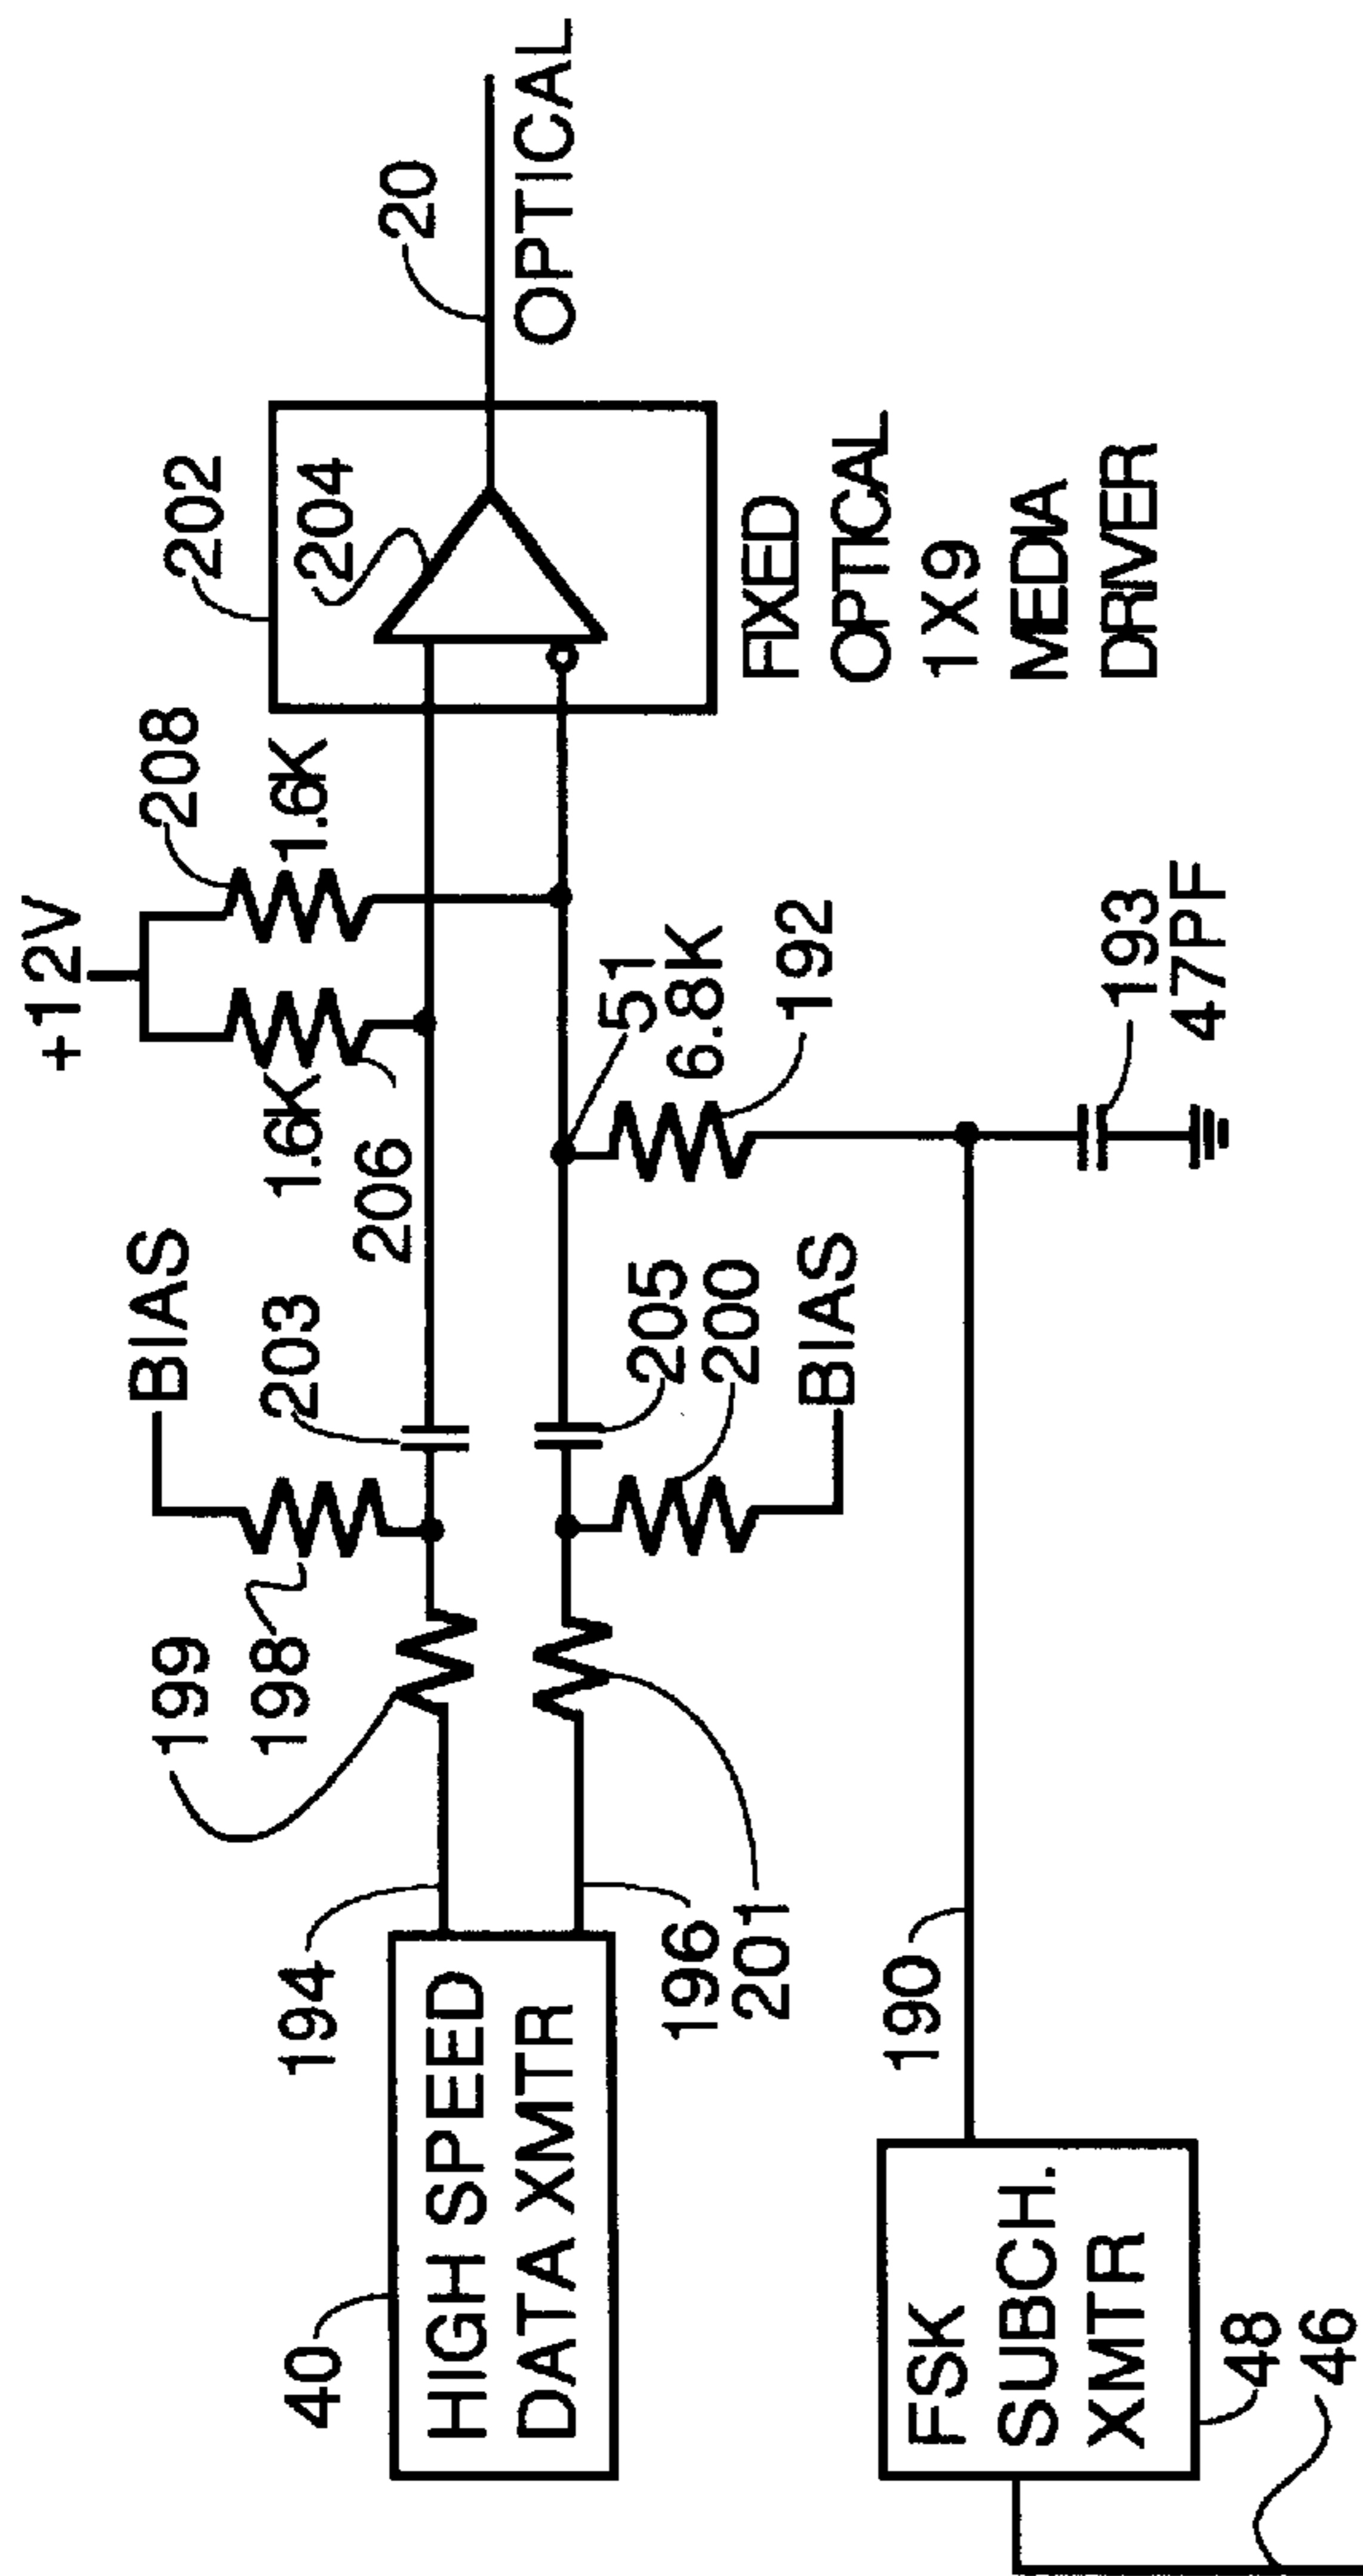 +12V
208
1.6K
1.6K
206
202
204
20
OPTICAL
BIAS
203
199
198
194
40
HIGH SPEED
DATA XMTR
196
201
205
200
BIAS
51
6.8K
192
FIXED
OPTICAL
1 X 9
MEDIA
DRIVER
190
193
47PF
FSK
SUBCH.
XMTR
48
46